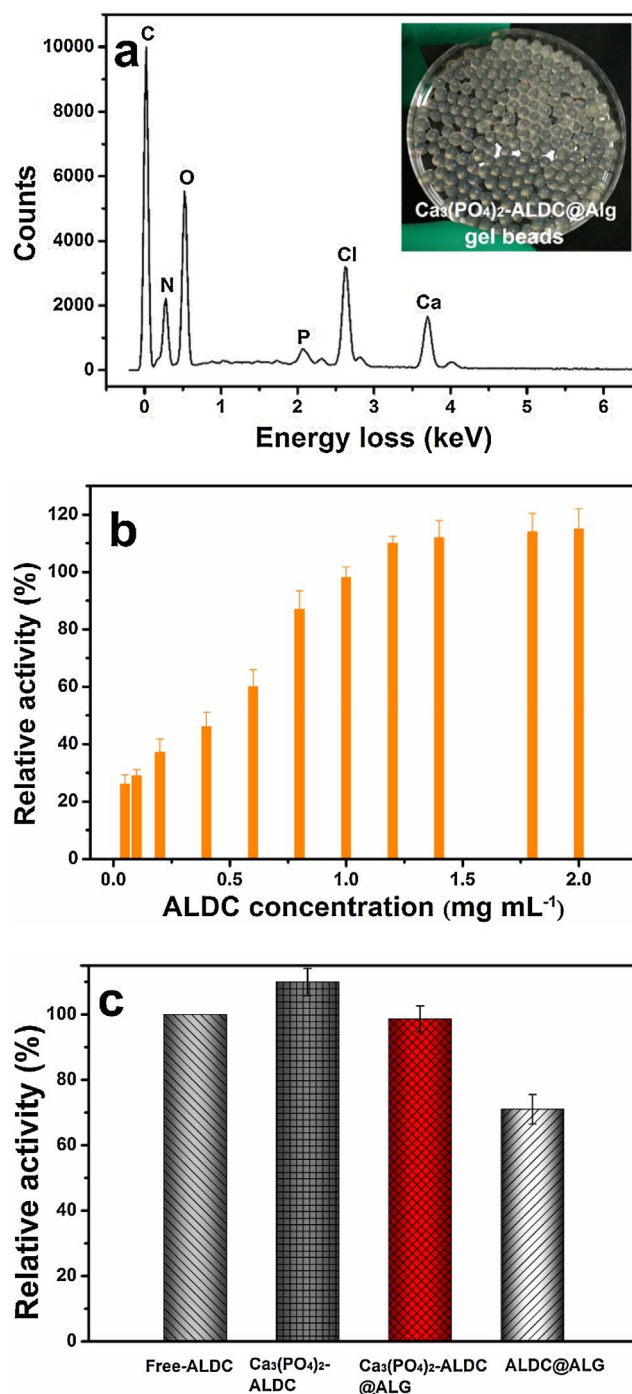 a
C
O
N
P
Cl
Ca
Ca₃(PO₄)₂-ALDC@Alg
gel beads
10000
8000
6000
4000
2000
0
Counts
0 1 2 3 4 5 6
Energy loss (keV)
b
120
100
80
60
40
20
0
Relative activity (%)
0.0 0.5 1.0 1.5 2.0
ALDC concentration (mg mL⁻¹)
c
100
80
60
40
20
0
Relative activity (%)
Free-ALDC
Ca₃(PO₄)₂-
ALDC
Ca₃(PO₄)₂-ALDC
@ALG
ALDC@ALG